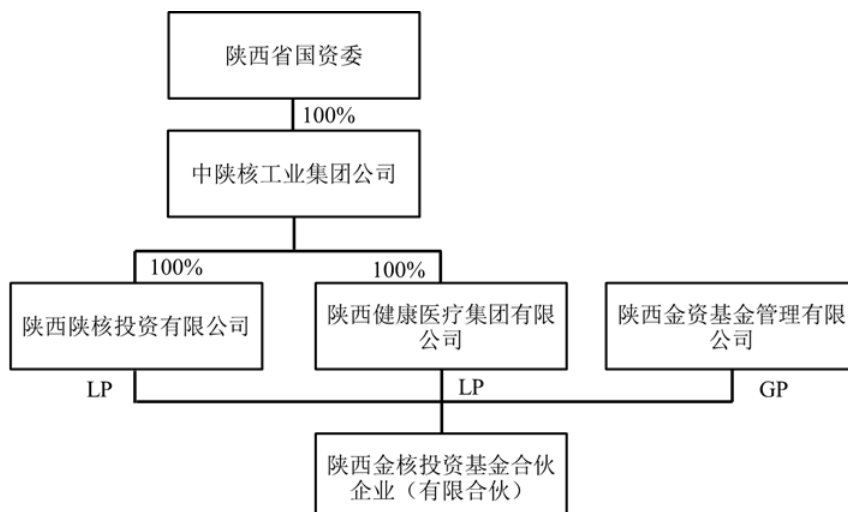 陕西省国资委
100%
中陕核工业集团公司
100%
100%
陕西陕核投资有限公司
陕西健康医疗集团有限
公司
陕西金资基金管理有限
公司
LP
LP
GP
陕西金核投资基金合伙
企业（有限合伙）